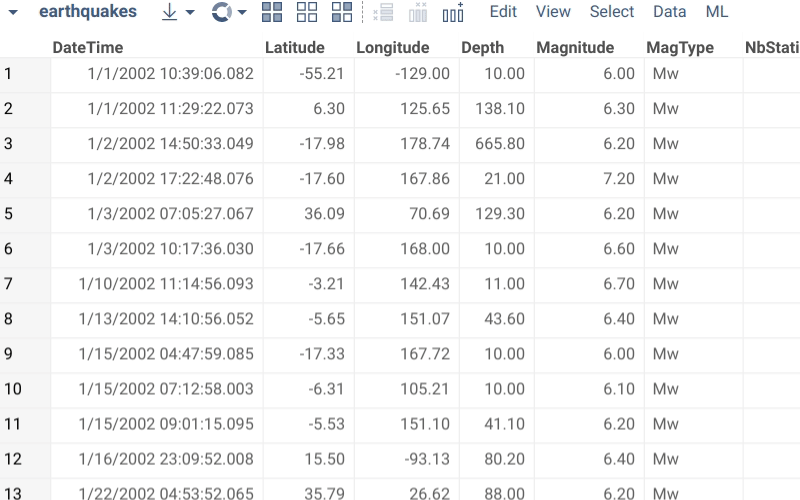 earthquakes Edit View Select Data ML
DateTime Latitude Longitude Depth Magnitude MagType NbStati
1 1/1/2002 10:39:06.082 -55.21 -129.00 10.00 6.00 Mw
2 1/1/2002 11:29:22.073 6.30 125.65 138.10 6.30 Mw
3 1/2/2002 14:50:33.049 -17.98 178.74 665.80 6.20 Mw
4 1/2/2002 17:22:48.076 -17.60 167.86 21.00 7.20 Mw
5 1/3/2002 07:05:27.067 36.09 70.69 129.30 6.20 Mw
6 1/3/2002 10:17:36.030 -17.66 168.00 10.00 6.60 Mw
7 1/10/2002 11:14:56.093 -3.21 142.43 11.00 6.70 Mw
8 1/13/2002 14:10:56.052 -5.65 151.07 43.60 6.40 Mw
9 1/15/2002 04:47:59.085 -17.33 167.72 10.00 6.00 Mw
10 1/15/2002 07:12:58.003 -6.31 105.21 10.00 6.10 Mw
11 1/15/2002 09:01:15.095 -5.53 151.10 41.10 6.20 Mw
12 1/16/2002 23:09:52.008 15.50 -93.13 80.20 6.40 Mw
13 1/22/2002 04:53:52.065 35.79 26.62 88.00 6.20 Mw